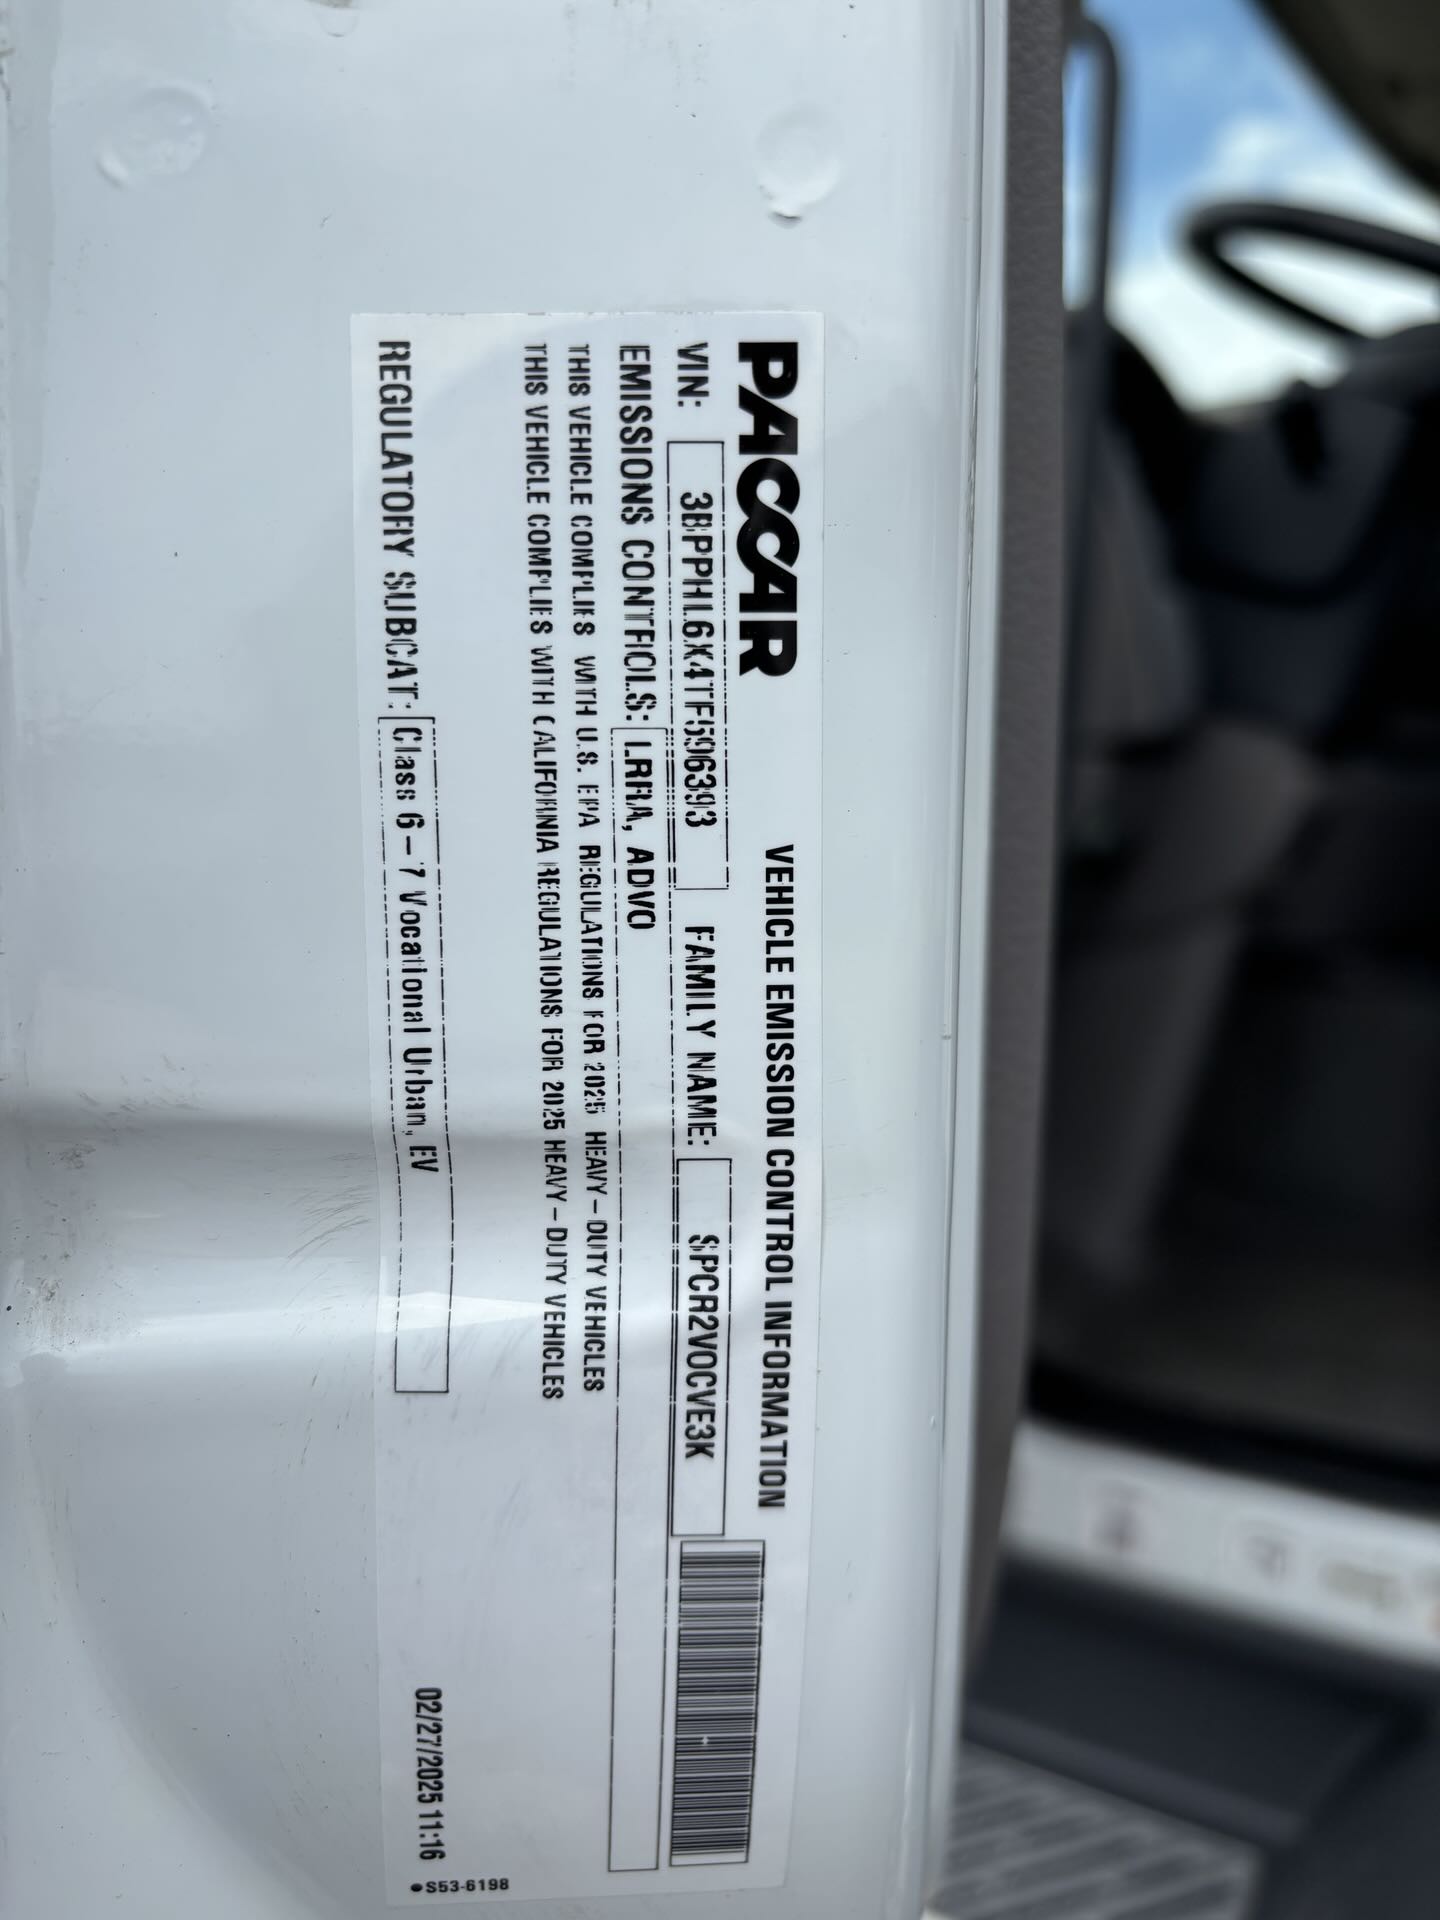 PACCAR VEHICLE EMISSION CONTROL INFORMATION
VIN: 3BPPHL6X4TF596393 FAMILY NAME: SPCR2VOCVE3K
EMISSIONS CONTROLS: LRRA, ADVO
THIS VEHICLE COMPLIES WITH U.S. EPA REGULATIONS FOR 2025 HEAVY-DUTY VEHICLES
THIS VEHICLE COMPLIES WITH CALIFORNIA REGULATIONS FOR 2025 HEAVY-DUTY VEHICLES
REGULATORY SUBCAT: Class 6-7 Vocational Urban, EV
02/27/2025 11:16
S53-6198